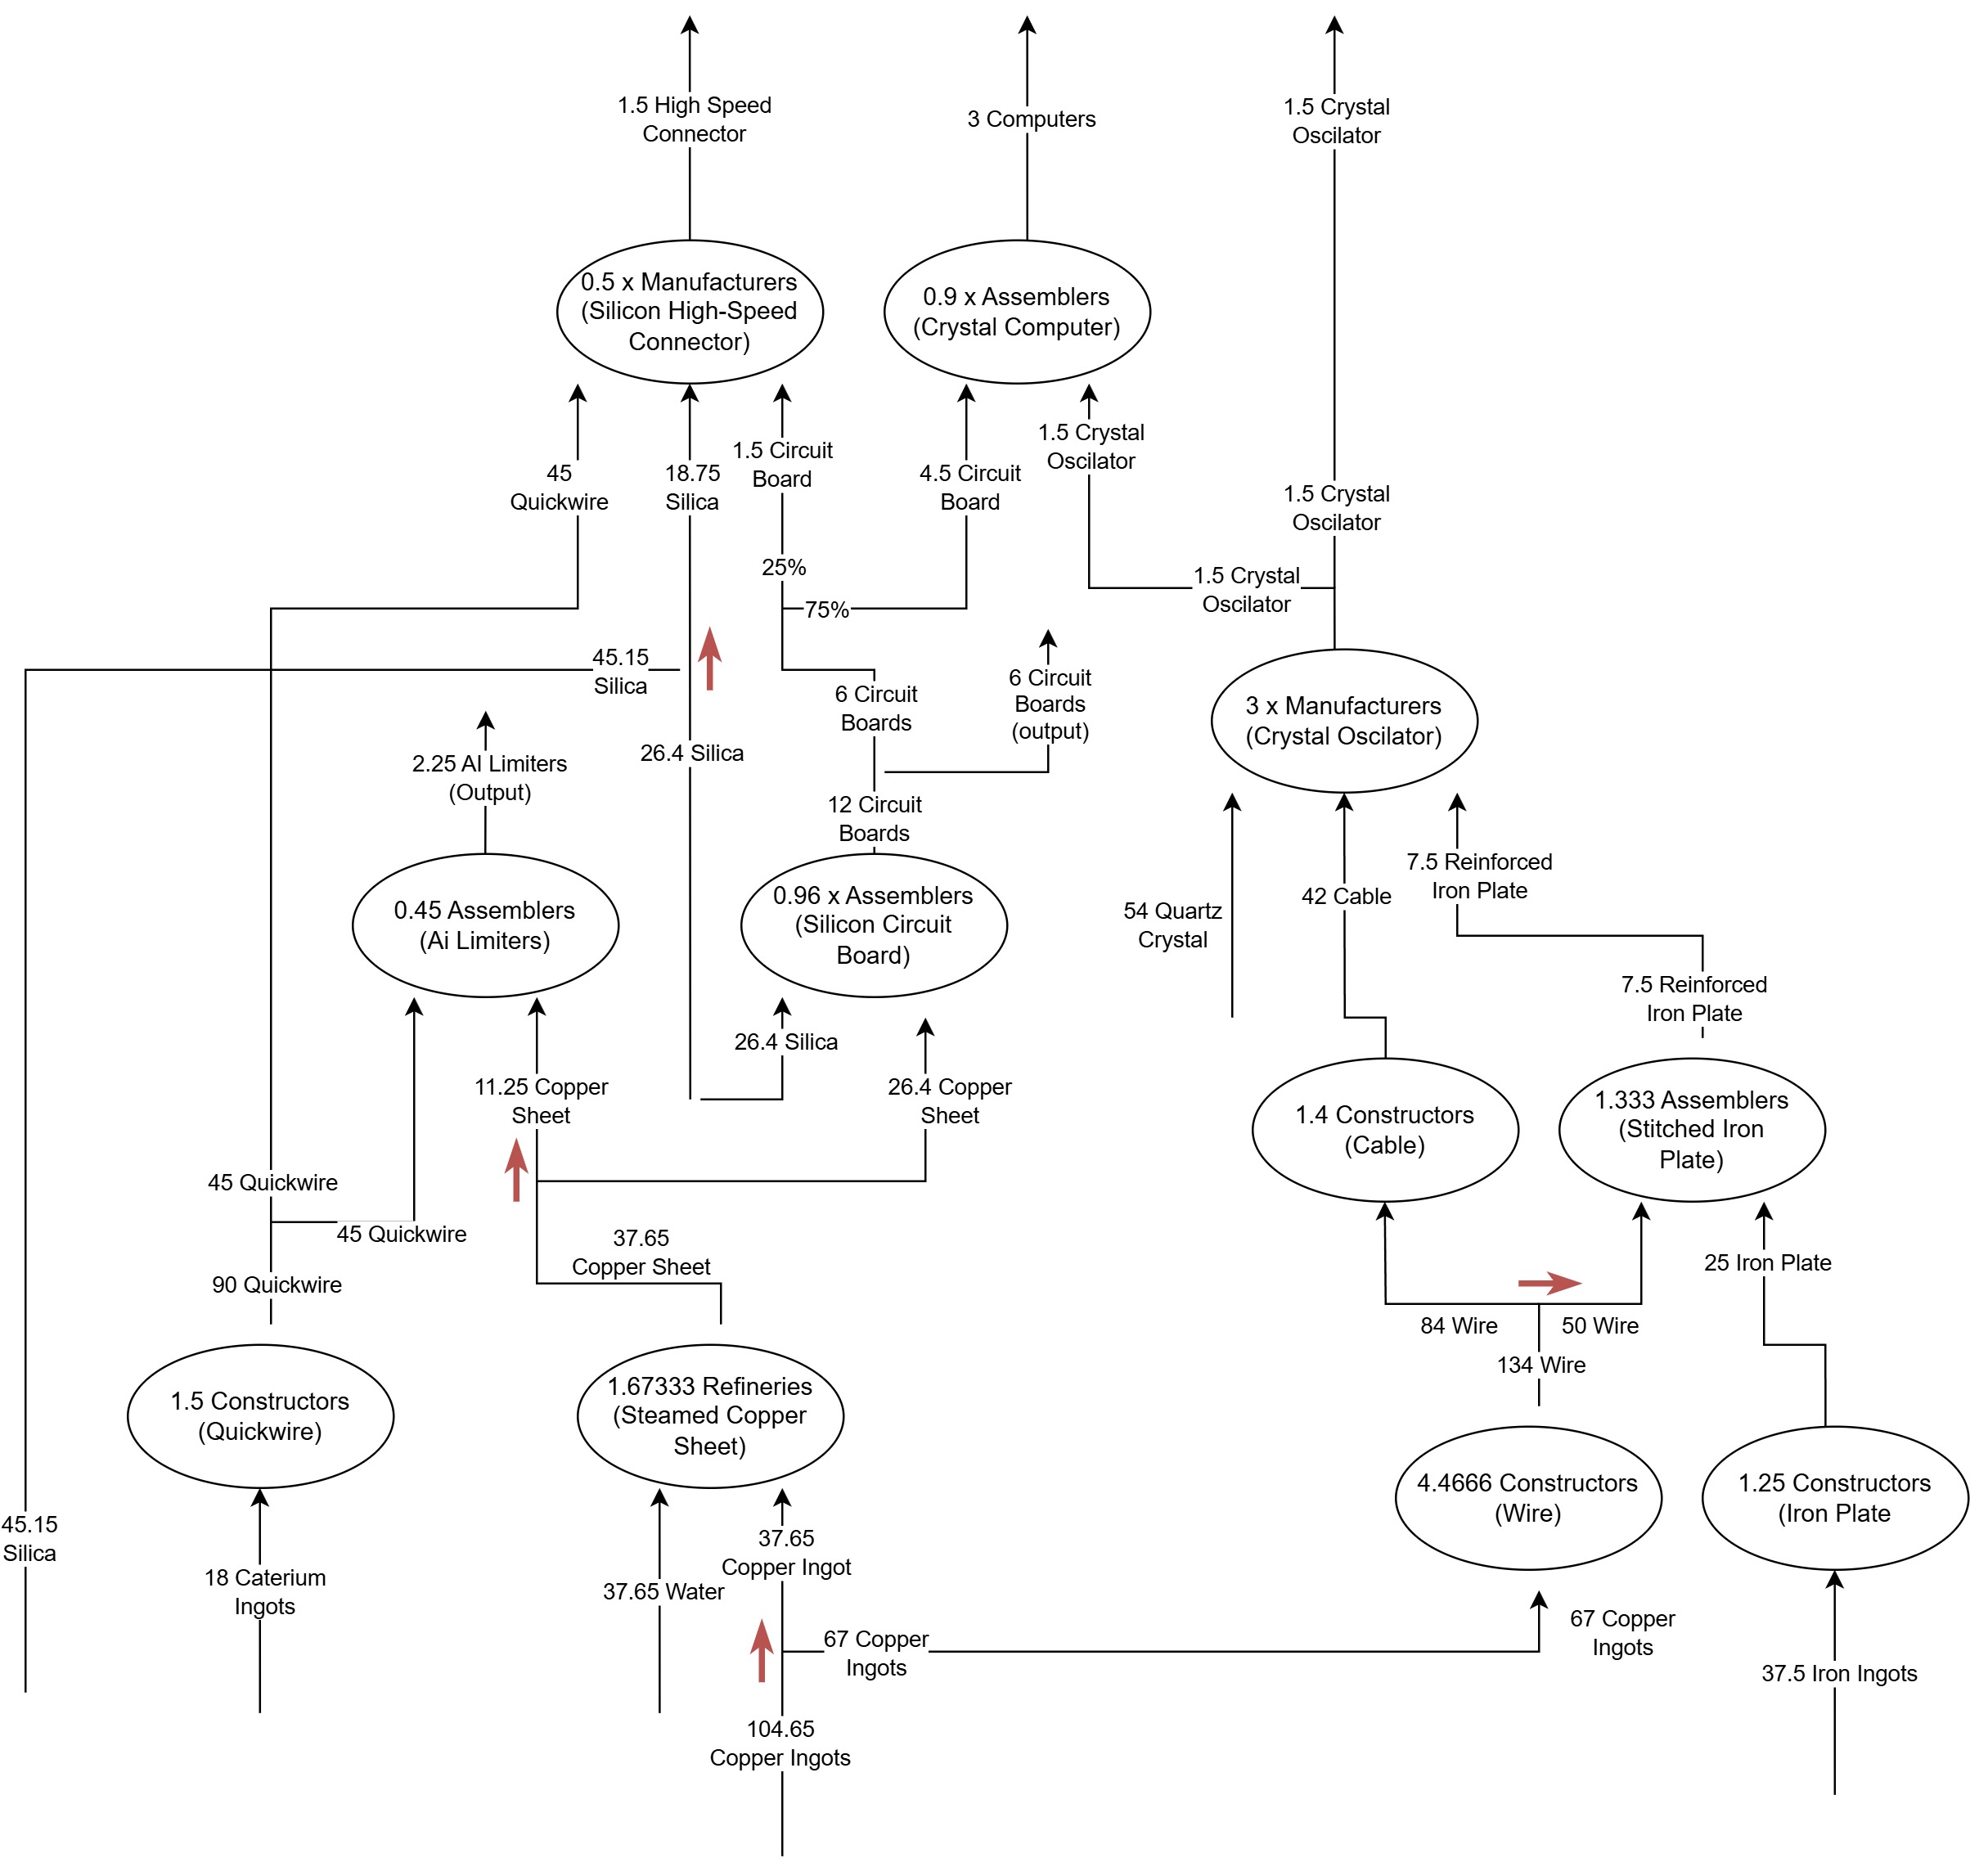 1.5 High Speed
Connector
3 Computers
1.5 Crystal
Oscilator
0.5 x Manufacturers
(Silicon High-Speed
Connector)
0.9 x Assemblers
(Crystal Computer)
45
Quickwire
18.75
Silica
1.5 Circuit
Board
4.5 Circuit
Board
1.5 Crystal
Oscilator
1.5 Crystal
Oscilator
25%
75%
1.5 Crystal
Oscilator
45.15
Silica
6 Circuit
Boards
6 Circuit
Boards
(output)
3 x Manufacturers
(Crystal Oscilator)
2.25 AI Limiters
(Output)
26.4 Silica
12 Circuit
Boards
0.45 Assemblers
(Ai Limiters)
0.96 x Assemblers
(Silicon Circuit
Board)
54 Quartz
Crystal
42 Cable
7.5 Reinforced
Iron Plate
7.5 Reinforced
Iron Plate
26.4 Silica
11.25 Copper
Sheet
26.4 Copper
Sheet
1.4 Constructors
(Cable)
1.333 Assemblers
(Stitched Iron
Plate)
45 Quickwire
45 Quickwire
90 Quickwire
37.65
Copper Sheet
84 Wire
50 Wire
134 Wire
25 Iron Plate
1.5 Constructors
(Quickwire)
1.67333 Refineries
(Steamed Copper
Sheet)
4.4666 Constructors
(Wire)
1.25 Constructors
(Iron Plate
45.15
Silica
18 Caterium
Ingots
37.65 Water
37.65
Copper Ingot
67 Copper
Ingots
67 Copper
Ingots
37.5 Iron Ingots
104.65
Copper Ingots